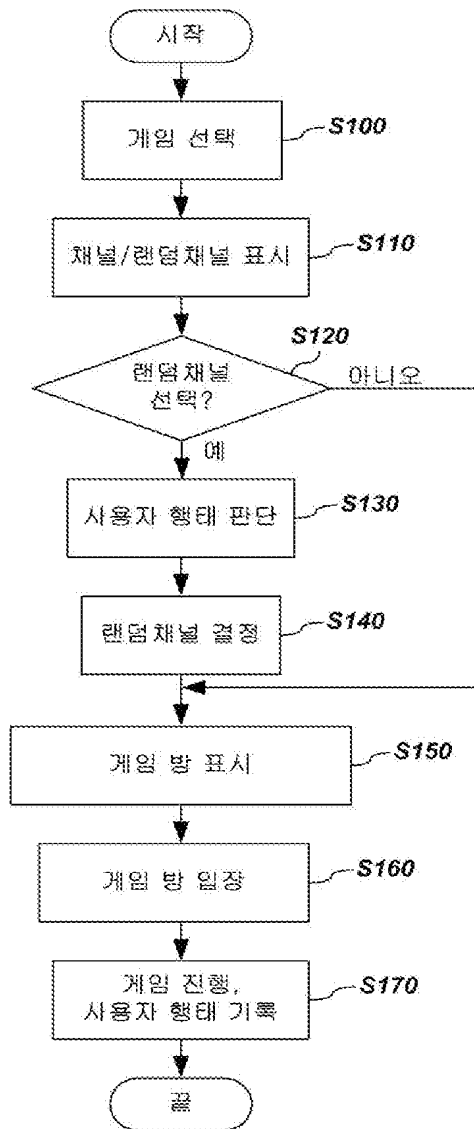 시작
게임 선택
S100
채널/랜덤채널 표시
S110
S120
랜덤채널
선택?
아니오
예
사용자 행태 판단
S130
랜덤채널 결정
S140
게임 방 표시
S150
게임 방 입장
S160
게임 진행,
사용자 행태 기록
S170
끝